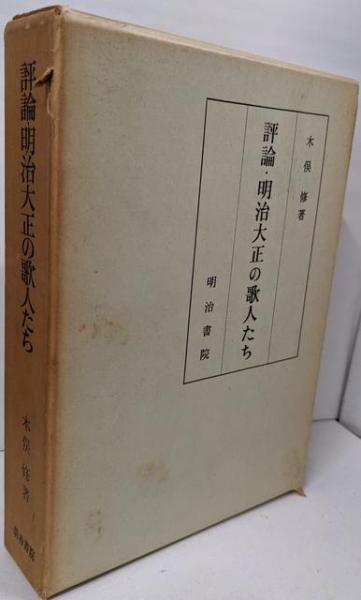 木俣修著
評論・明治大正の歌人たち
明治書院
評論・明治大正の歌人たち
木俣修著
明治書院